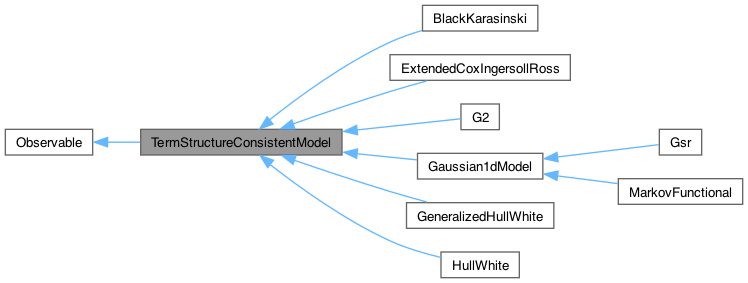 BlackKarasinski
ExtendedCoxIngersollRoss
G2
Observable
TermStructureConsistentModel
Gsr
Gaussian1dModel
MarkovFunctional
GeneralizedHullWhite
HullWhite